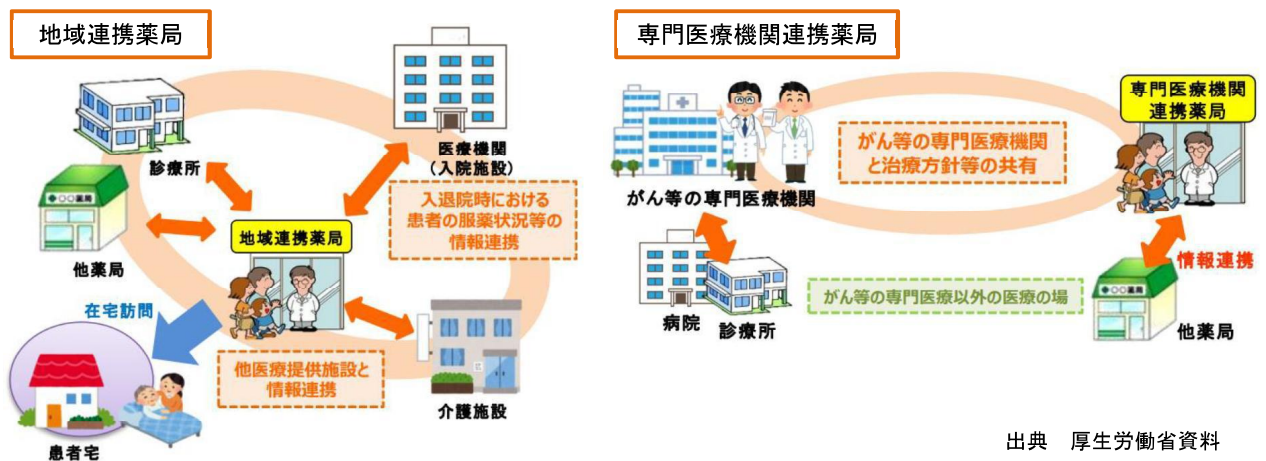 地域連携薬局
診療所
医療機関
(入院施設)
入退院時における
患者の服薬状況等の
情報連携
○○薬局
他薬局
地域連携薬局
在宅訪問
他医療提供施設と
情報連携
介護施設
患者宅
専門医療機関連携薬局
専門医療機関
連携薬局
がん等の専門医療機関
と治療方針等の共有
がん等の専門医療機関
情報連携
がん等の専門医療以外の医療の場
病院
診療所
○○薬局
他薬局
出典 厚生労働省資料